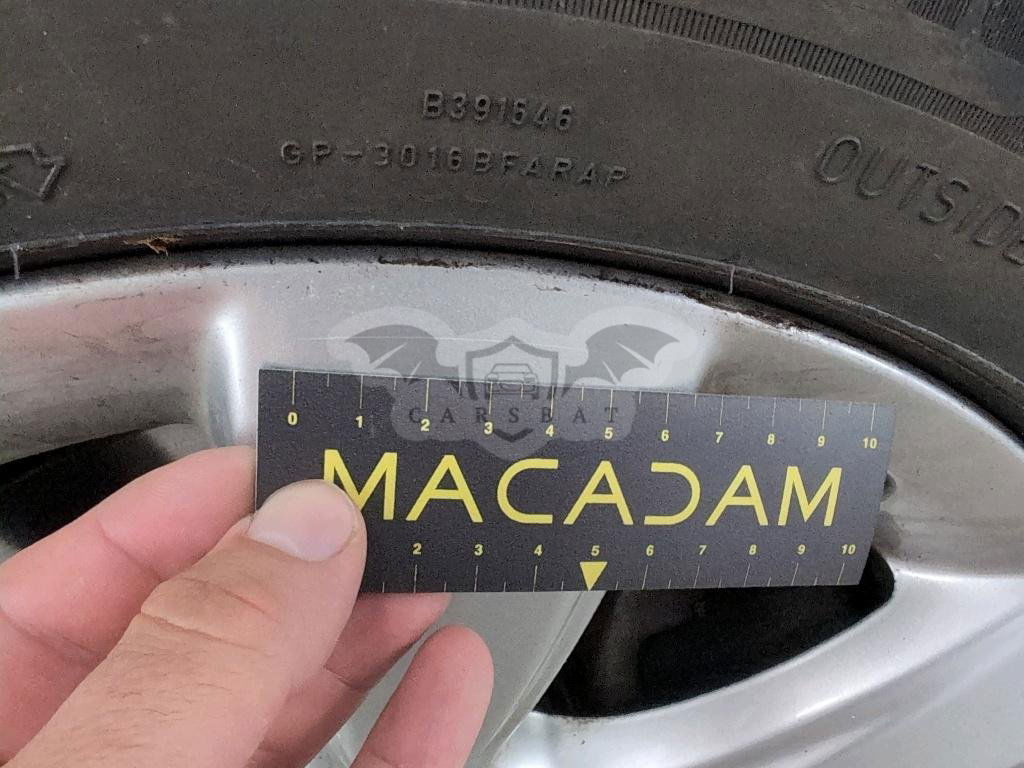 B391546
GP-3016BFARAP
OUTSIDE
CARSBAT
0 1 2 3 4 5 6 7 8 9 10
MACADAM
2 3 4 5 6 7 8 9 10